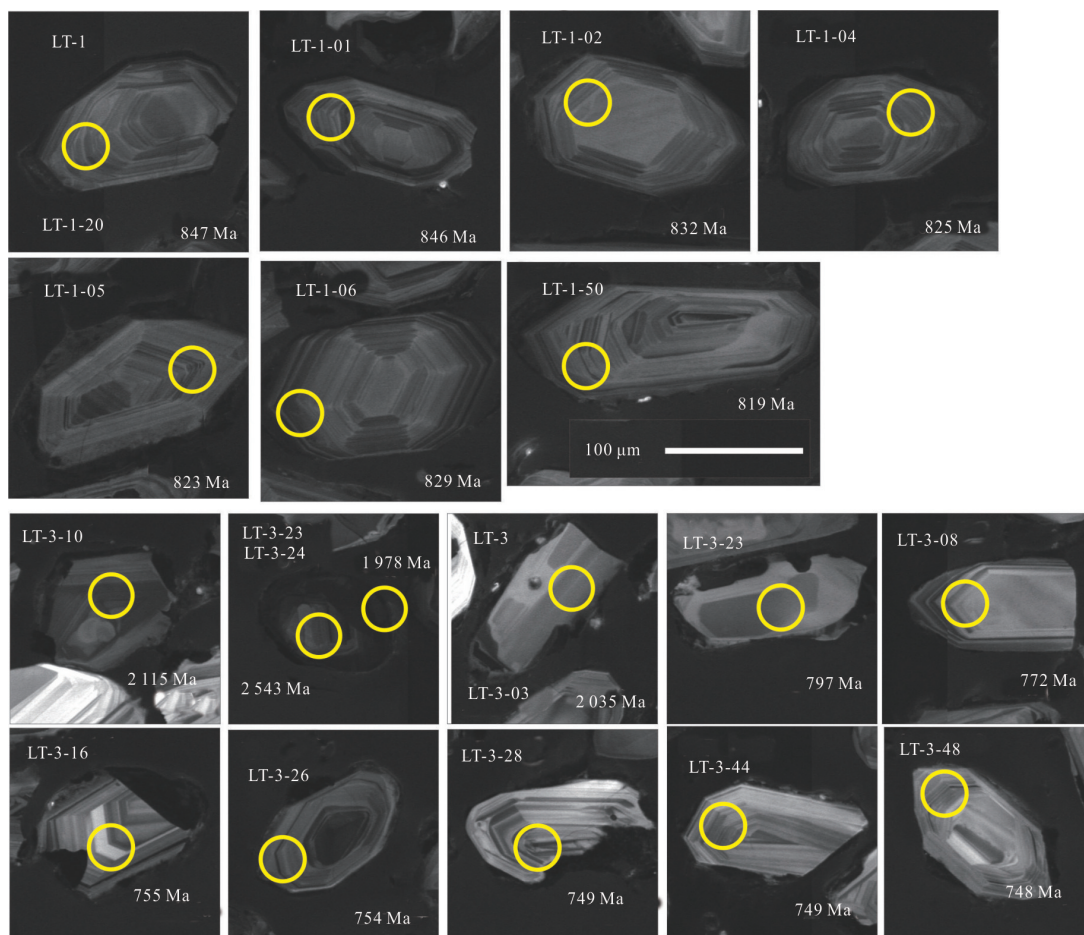 LT-1
LT-1-20
847 Ma
LT-1-01
846 Ma
LT-1-02
832 Ma
LT-1-04
825 Ma
LT-1-05
823 Ma
LT-1-06
829 Ma
LT-1-50
819 Ma
100 μm
LT-3-10
2 115 Ma
LT-3-23
LT-3-24
1 978 Ma
2 543 Ma
LT-3
LT-3-03
2 035 Ma
LT-3-23
797 Ma
LT-3-08
772 Ma
LT-3-16
755 Ma
LT-3-26
754 Ma
LT-3-28
749 Ma
LT-3-44
749 Ma
LT-3-48
748 Ma